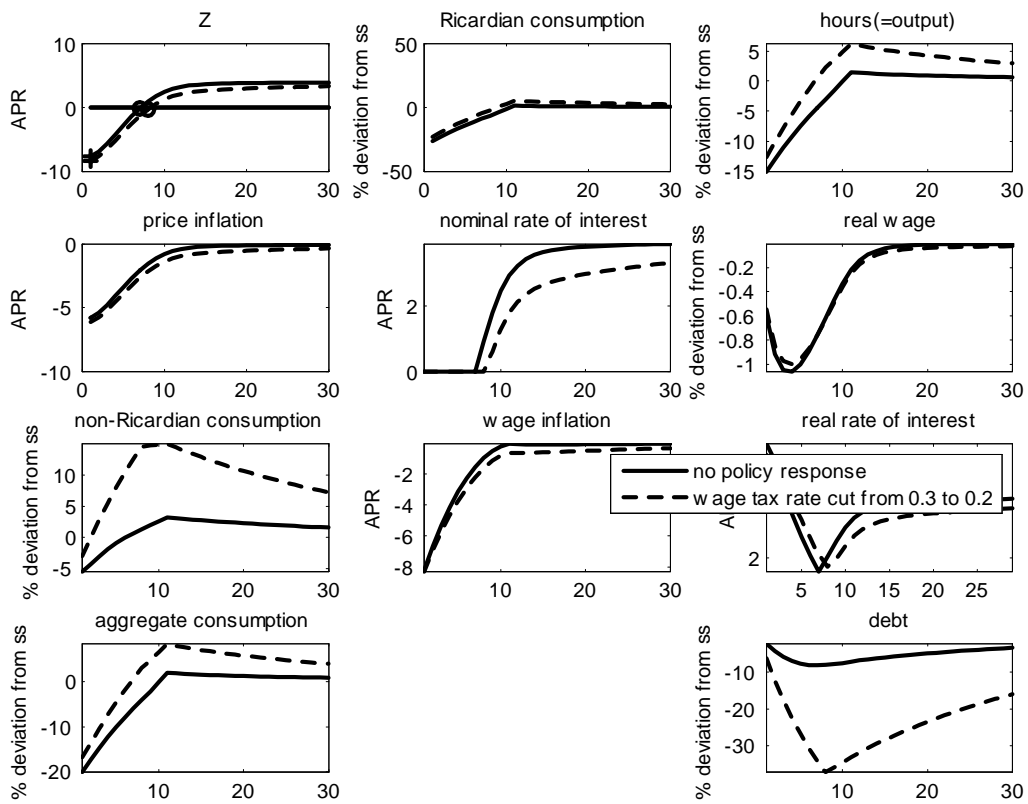 Z
APR
10
0
-10
0 10 20 30
Ricardian consumption
% deviation from ss
50
0
-50
0 10 20 30
hours(=output)
% deviation from ss
5
0
-5
-10
-15
10 20 30
price inflation
APR
0
-5
-10
0 10 20 30
nominal rate of interest
APR
2
10 20 30
real wage
% deviation from ss
-0.2
-0.4
-0.6
-0.8
-1
10 20 30
non-Ricardian consumption
% deviation from ss
10
5
0
-5
10 20 30
wage inflation
APR
-2
-4
-6
-8
10 20 30
real rate of interest
2
5 10 15 20 25
no policy response
wage tax rate cut from 0.3 to 0.2
aggregate consumption
% deviation from ss
0
-10
-20
10 20 30
debt
% deviation from ss
-10
-20
-30
10 20 30